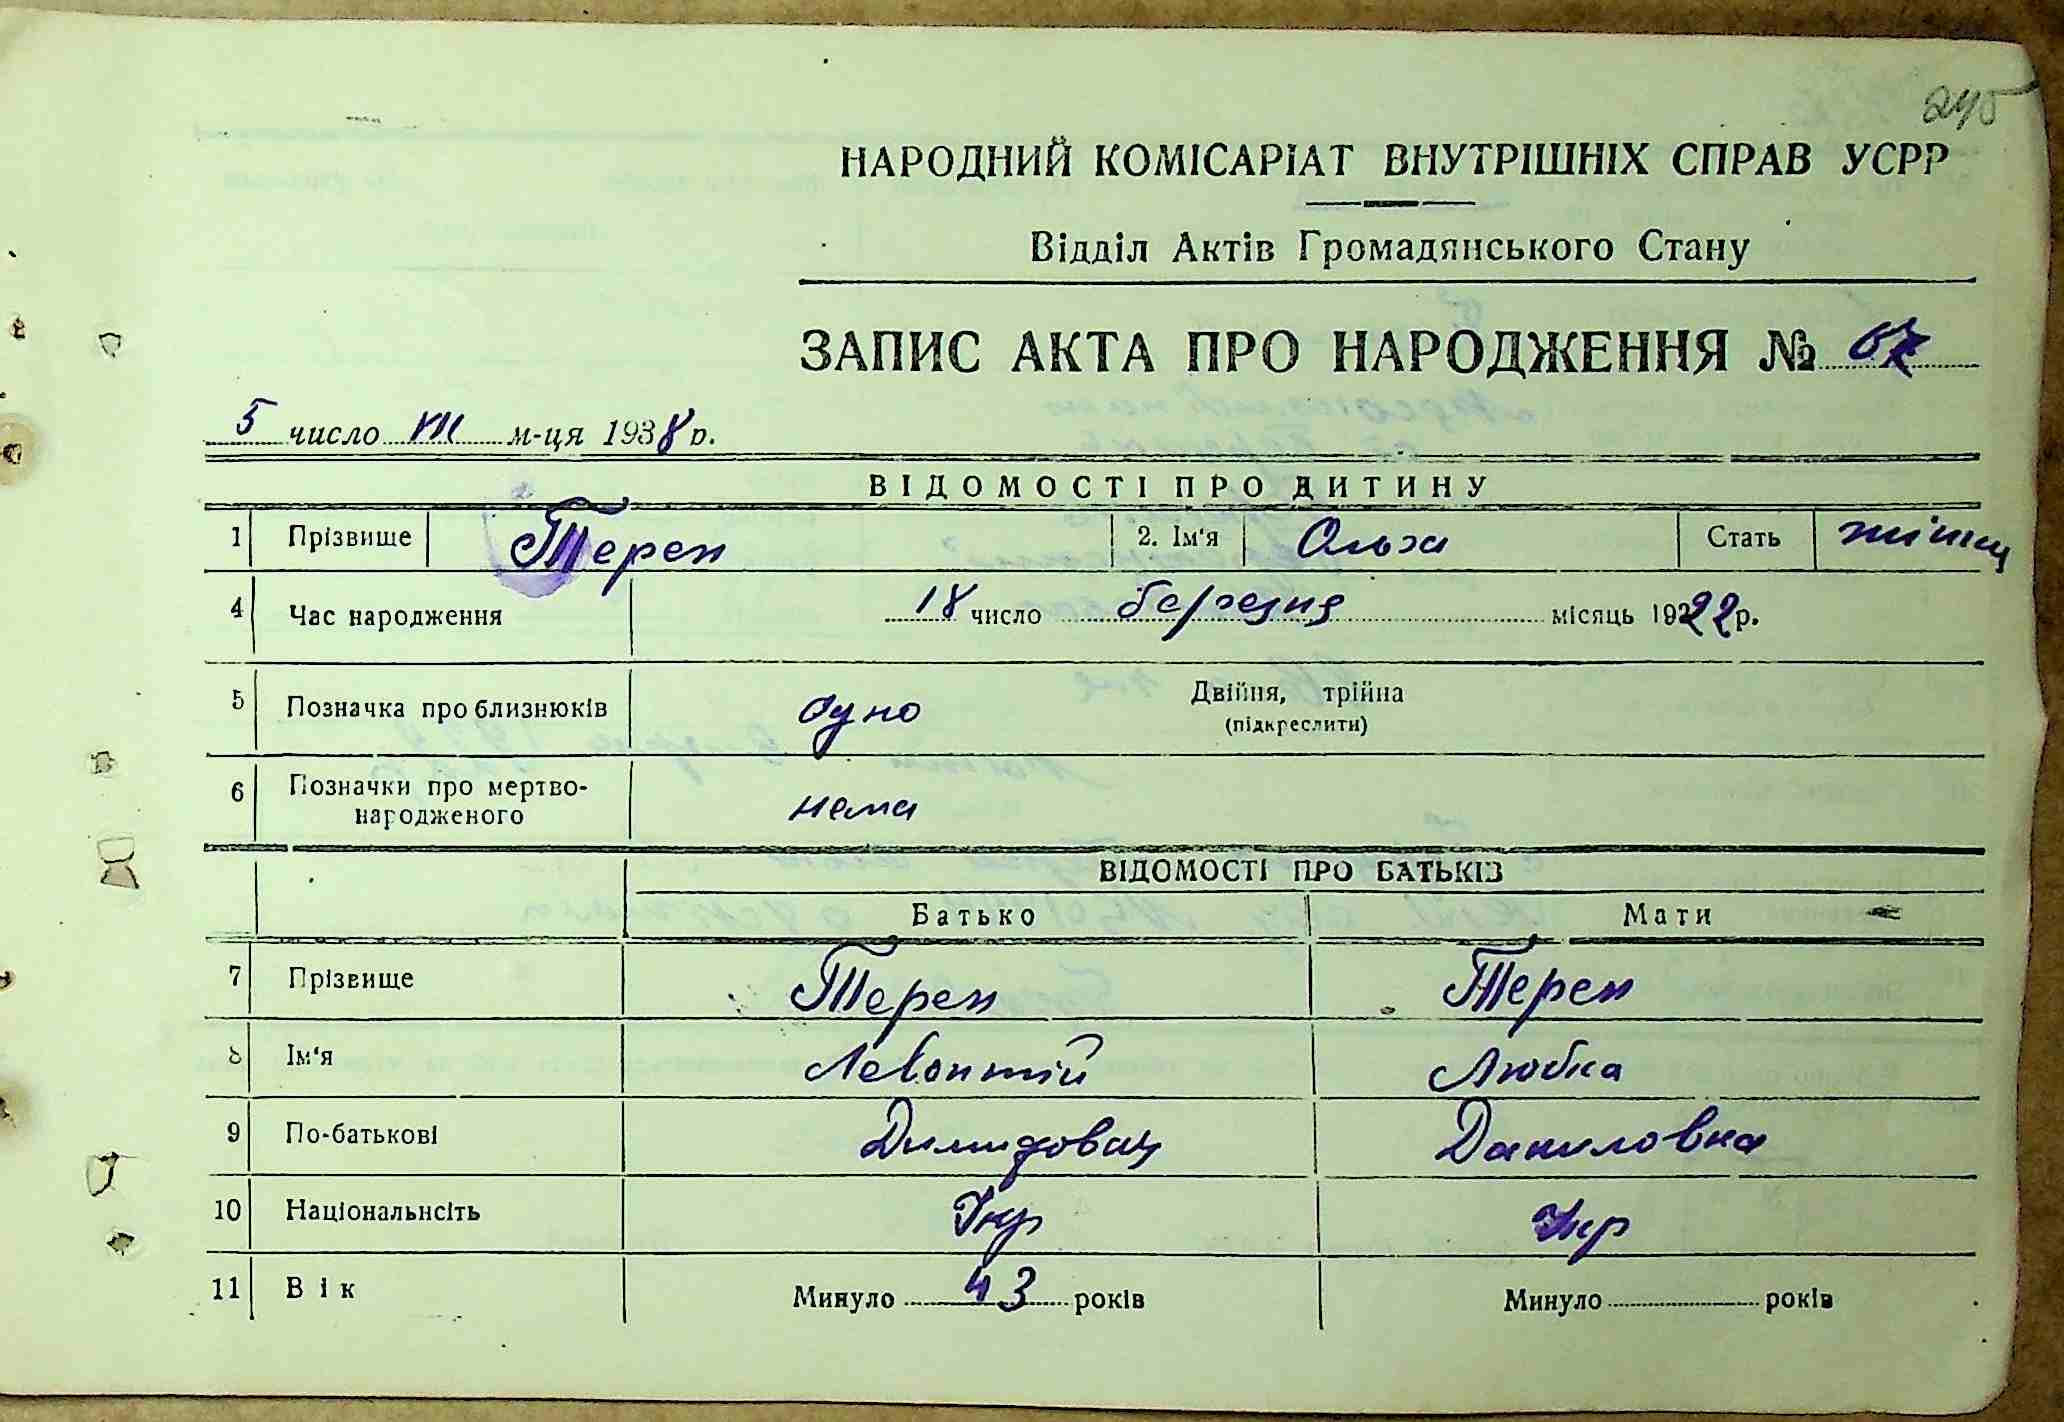 245
НАРОДНИЙ КОМІСАРІАТ ВНУТРІШНІХ СПРАВ УСРР
Відділ Актів Громадянського Стану
ЗАПИС АКТА ПРО НАРОДЖЕННЯ №
5 число VIII м-ця 1938 р.
ВІДОМОСТІ ПРО ДИТИНУ
1 Прізвище Терен 2. Ім'я Ольга Стать
4 Час народження 18 число березня місяць 1922 р.
5 Позначка про близнюків одно Двійня, трійна
(підкреслити)
6 Позначки про мертво-
народженого нема
ВІДОМОСТІ ПРО БАТЬКІВ
Батько Мати
7 Прізвище Терен Терен
8 Ім'я Левонтій Любка
9 По-батькові Димидович Даниловна
10 Національнсіть Укр Укр
11 Вік Минуло 43 років Минуло років